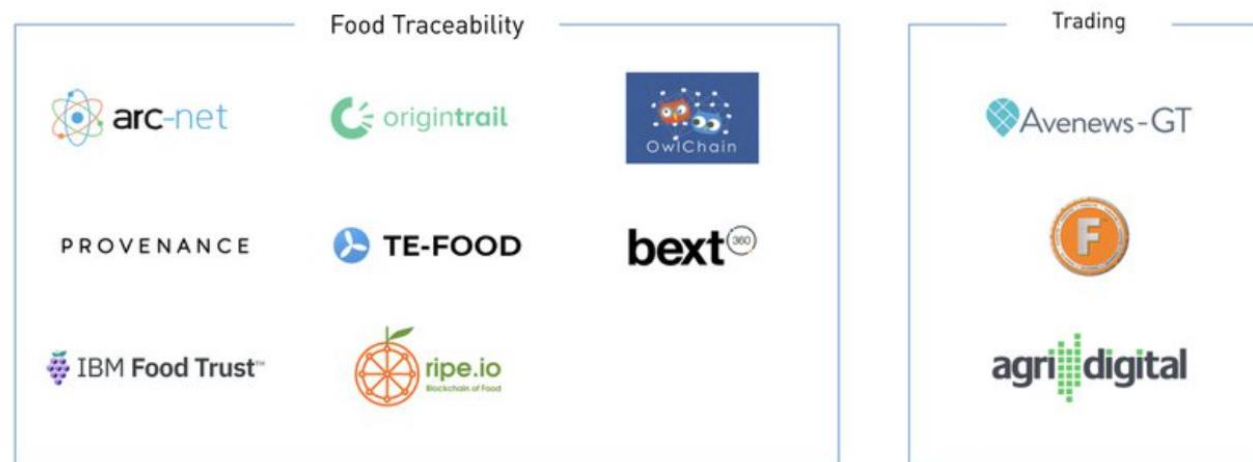 Food Traceability
Trading
arc-net
origintrail
OwlChain
Avenews-GT
PROVENANCE
TE-FOOD
bext360
F
IBM Food Trust™
ripe.io
Blockchain of Food
agridigital